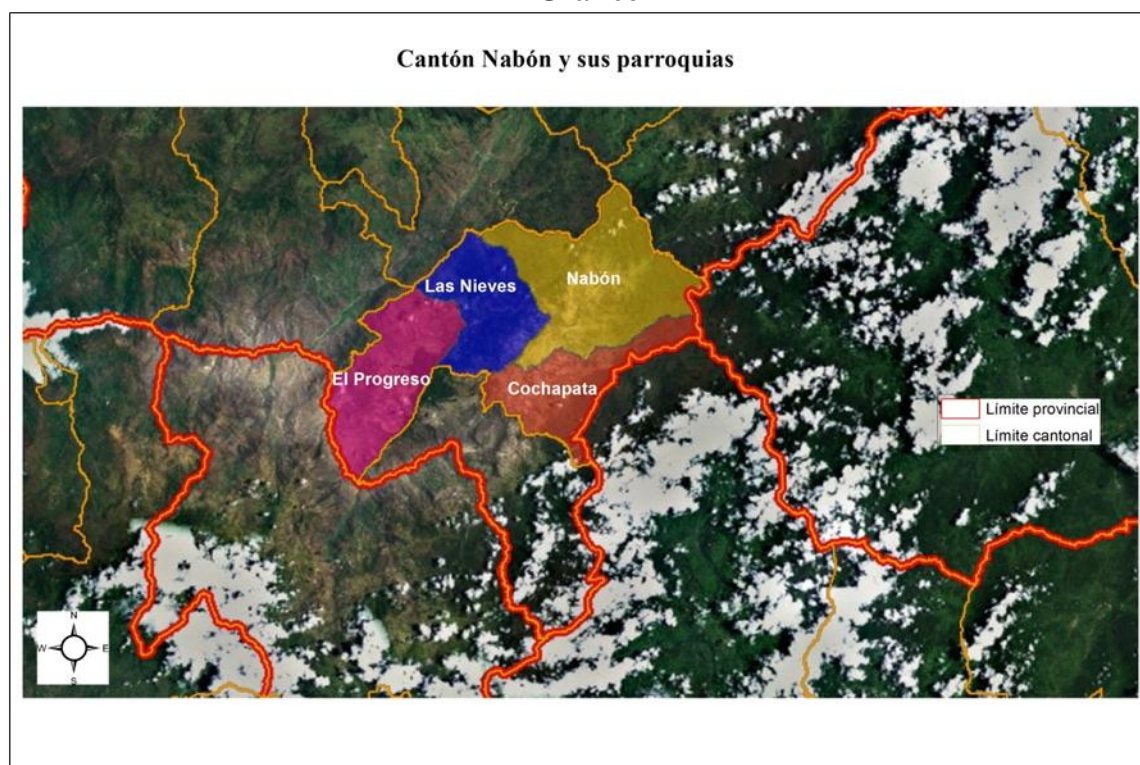 Cantón Nabón y sus parroquias
Nabón
Las Nieves
El Progreso
Cochapata
Límite provincial
Límite cantonal
N
W E
S